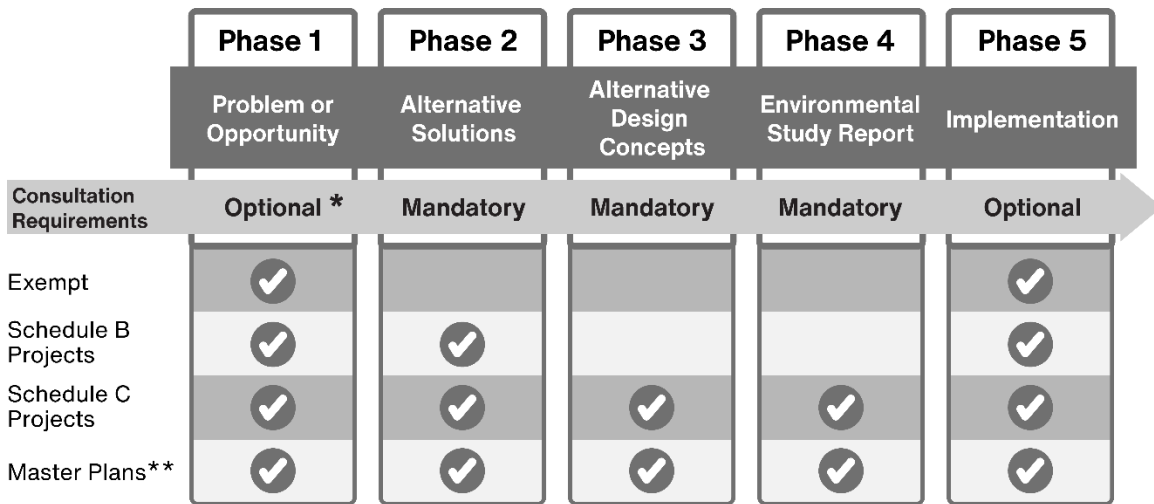 Phase 1
Phase 2
Phase 3
Phase 4
Phase 5
Problem or
Opportunity
Alternative
Solutions
Alternative
Design
Concepts
Environmental
Study Report
Implementation
Consultation
Requirements
Optional *
Mandatory
Mandatory
Mandatory
Optional
Exempt
Schedule B
Projects
Schedule C
Projects
Master Plans**